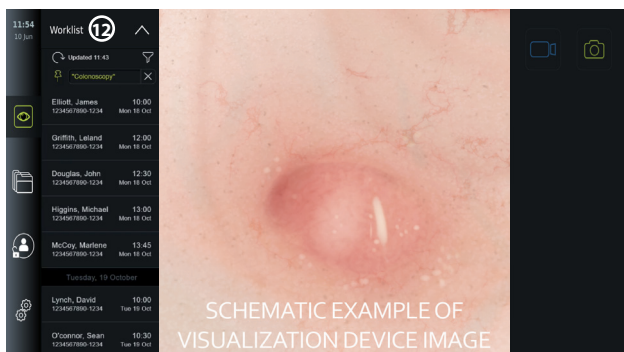 11:54
10 Jun
Worklist 12
Updated 11:43
"Colonoscopy"
Elliott, James 10:00
1234567890-1234 Mon 18 Oct
Griffith, Leland 12:00
1234567890-1234 Mon 18 Oct
Douglas, John 12:30
1234567890-1234 Mon 18 Oct
Higgins, Michael 13:00
1234567890-1234 Mon 18 Oct
McCoy, Marlene 13:45
1234567890-1234 Mon 18 Oct
Tuesday, 19 October
Lynch, David 10:00
1234567890-1234 Tue 19 Oct
O'connor, Sean 10:30
1234567890-1234 Tue 19 Oct
SCHEMATIC EXAMPLE OF
VISUALIZATION DEVICE IMAGE